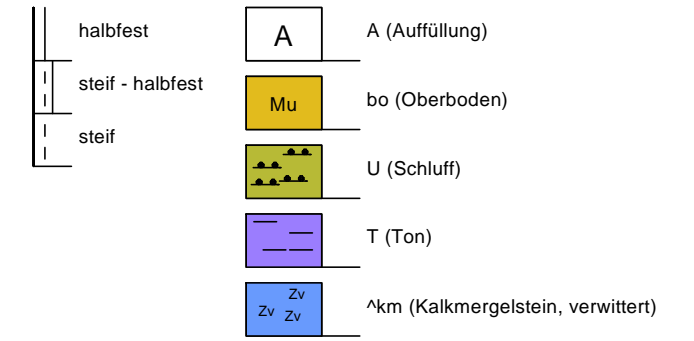 halbfest
steif - halbfest
steif
A
A (Auffüllung)
Mu
bo (Oberboden)
U (Schluff)
T (Ton)
Zv
Zv Zv
^km (Kalkmergelstein, verwittert)